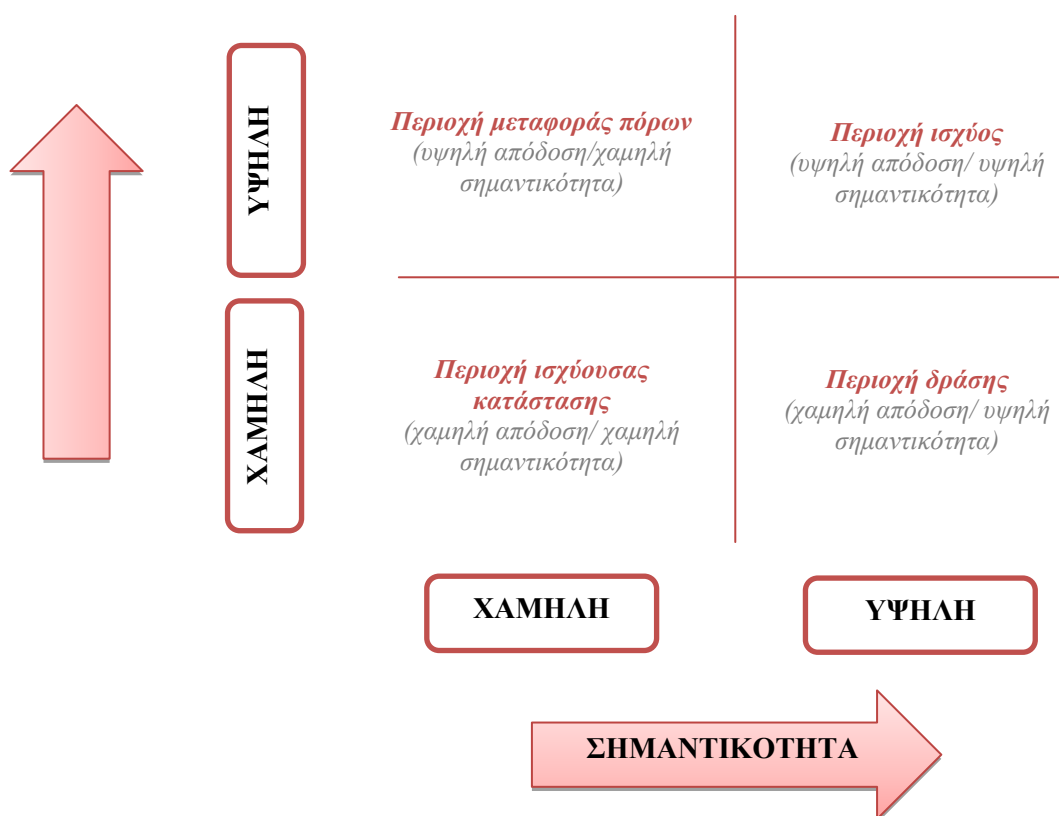 ΥΨΗΛΗ
Περιοχή μεταφοράς πόρων
(υψηλή απόδοση/χαμηλή
σημαντικότητα)
Περιοχή ισχύος
(υψηλή απόδοση/ υψηλή
σημαντικότητα)
ΧΑΜΗΛΗ
Περιοχή ισχύουσας
κατάστασης
(χαμηλή απόδοση/ χαμηλή
σημαντικότητα)
Περιοχή δράσης
(χαμηλή απόδοση/ υψηλή
σημαντικότητα)
ΧΑΜΗΛΗ
ΥΨΗΛΗ
ΣΗΜΑΝΤΙΚΟΤΗΤΑ